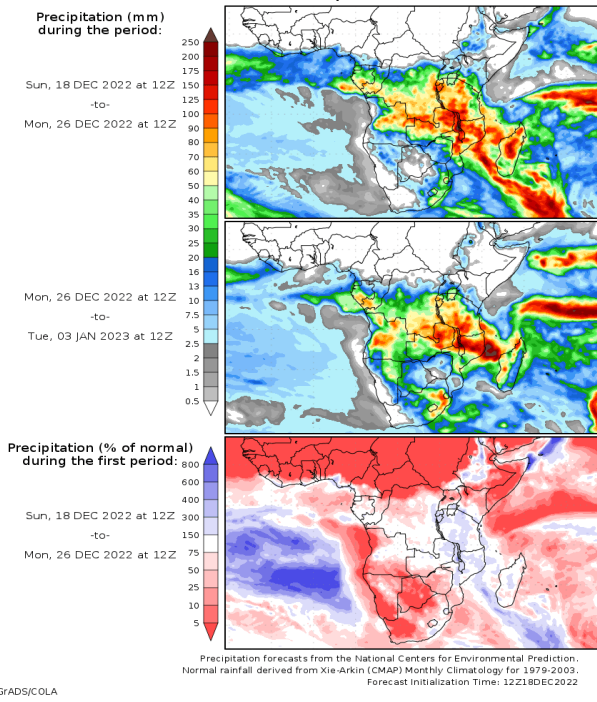 Precipitation (mm)
during the period:
250
200
175
150
125
100
90
80
70
60
50
40
35
30
25
20
16
13
10
7.5
5
2.5
2
1.5
1
0.5
Sun, 18 DEC 2022 at 12Z
-to-
Mon, 26 DEC 2022 at 12Z
Mon, 26 DEC 2022 at 12Z
-to-
Tue, 03 JAN 2023 at 12Z
Precipitation (% of normal)
during the first period:
800
600
400
300
150
75
50
25
10
5
Sun, 18 DEC 2022 at 12Z
-to-
Mon, 26 DEC 2022 at 12Z
Precipitation forecasts from the National Centers for Environmental Prediction.
Normal rainfall derived from Xie-Arkin (CMAP) Monthly Climatology for 1979-2003.
Forecast Initialization Time: 12Z18DEC2022
GrADS/COLA